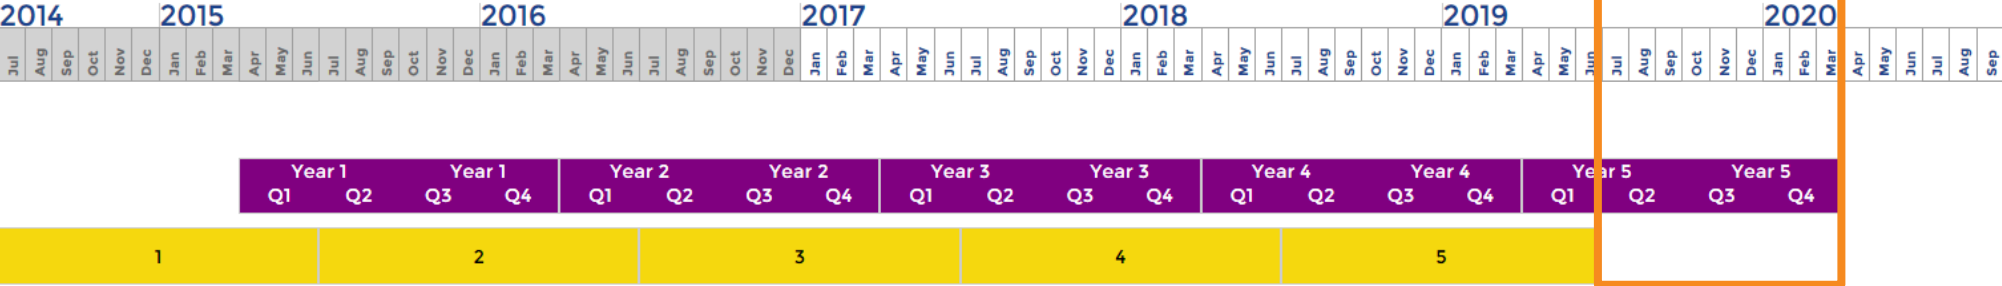 2014 2015 2016 2017 2018 2019 2020
Jul Aug Sep Oct Nov Dec Jan Feb Mar Apr May Jun Jul Aug Sep Oct Nov Dec Jan Feb Mar Apr May Jun Jul Aug Sep Oct Nov Dec Jan Feb Mar Apr May Jun Jul Aug Sep Oct Nov Dec Jan Feb Mar Apr May Jun Jul Aug Sep Oct Nov Dec Jan Feb Mar Apr May Jun Jul Aug Sep Oct Nov Dec Jan Feb Mar Apr May Jun Jul Aug Sep
Year 1 Year 1 Year 2 Year 2 Year 3 Year 3 Year 4 Year 4 Year 5 Year 5
Q1 Q2 Q3 Q4 Q1 Q2 Q3 Q4 Q1 Q2 Q3 Q4 Q1 Q2 Q3 Q4 Q1 Q2 Q3 Q4
1 2 3 4 5